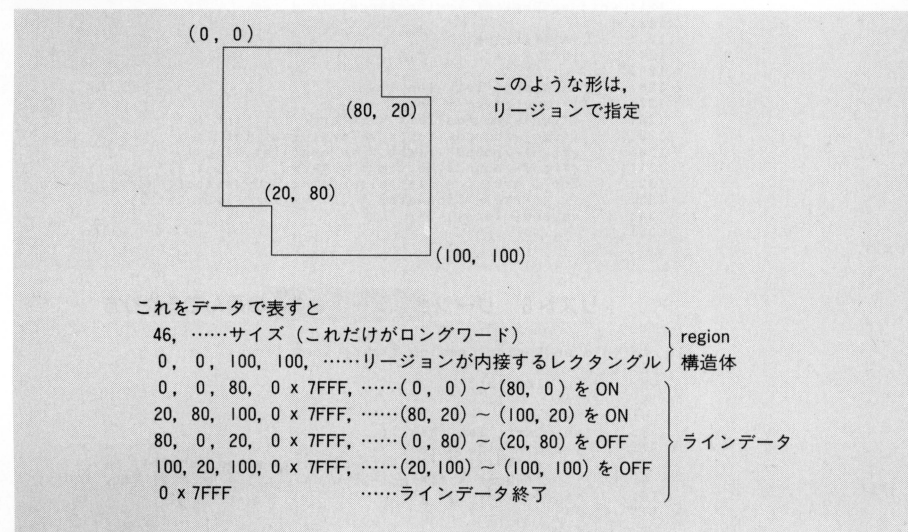 (0, 0)
このような形は,
リージョンで指定
(80, 20)
(20, 80)
(100, 100)
これをデータで表すと
46, ……サイズ（これだけがロングワード）
0, 0, 100, 100, ……リージョンが内接するレクタングル
region
構造体
0, 0, 80, 0 x 7FFF, ……(0, 0) ~ (80, 0) を ON
20, 80, 100, 0 x 7FFF, ……(80, 20) ~ (100, 20) を ON
80, 0, 20, 0 x 7FFF, ……(0, 80) ~ (20, 80) を OFF
ラインデータ
100, 20, 100, 0 x 7FFF, ……(20, 100) ~ (100, 100) を OFF
0 x 7FFF ……ラインデータ終了